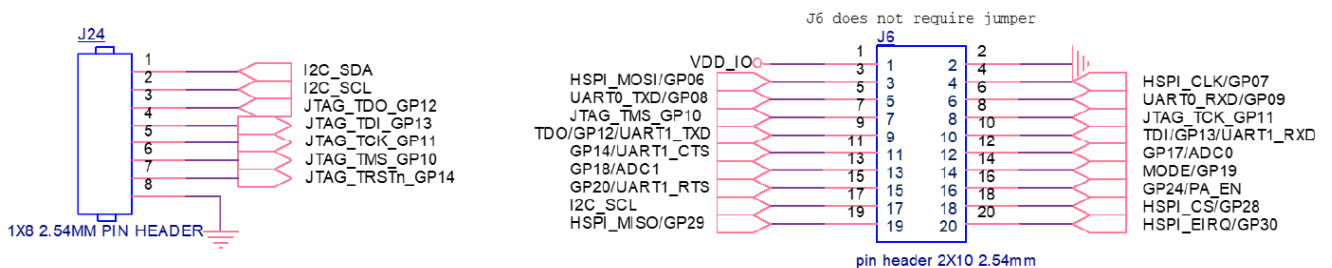 J6 does not require jumper
J24
1
2
3
4
5
6
7
8
I2C_SDA
I2C_SCL
JTAG_TDO_GP12
JTAG_TDI_GP13
JTAG_TCK_GP11
JTAG_TMS_GP10
JTAG_TRSTn_GP14
1X8 2.54MM PIN HEADER
J6
VDD_IO 1 1 2 2
HSPI_MOSI/GP06 3 3 4 4 HSPI_CLK/GP07
UART0_TXD/GP08 5 5 6 6 UART0_RXD/GP09
JTAG_TMS_GP10 7 7 8 8 JTAG_TCK_GP11
TDO/GP12/UART1_TXD 9 9 10 10 TDI/GP13/UART1_RXD
GP14/UART1_CTS 11 11 12 12 GP17/ADC0
GP18/ADC1 13 13 14 14 MODE/GP19
GP20/UART1_RTS 15 15 16 16 GP24/PA_EN
I2C_SCL 17 17 18 18 HSPI_CS/GP28
HSPI_MISO/GP29 19 19 20 20 HSPI_EIRQ/GP30
pin header 2X10 2.54mm